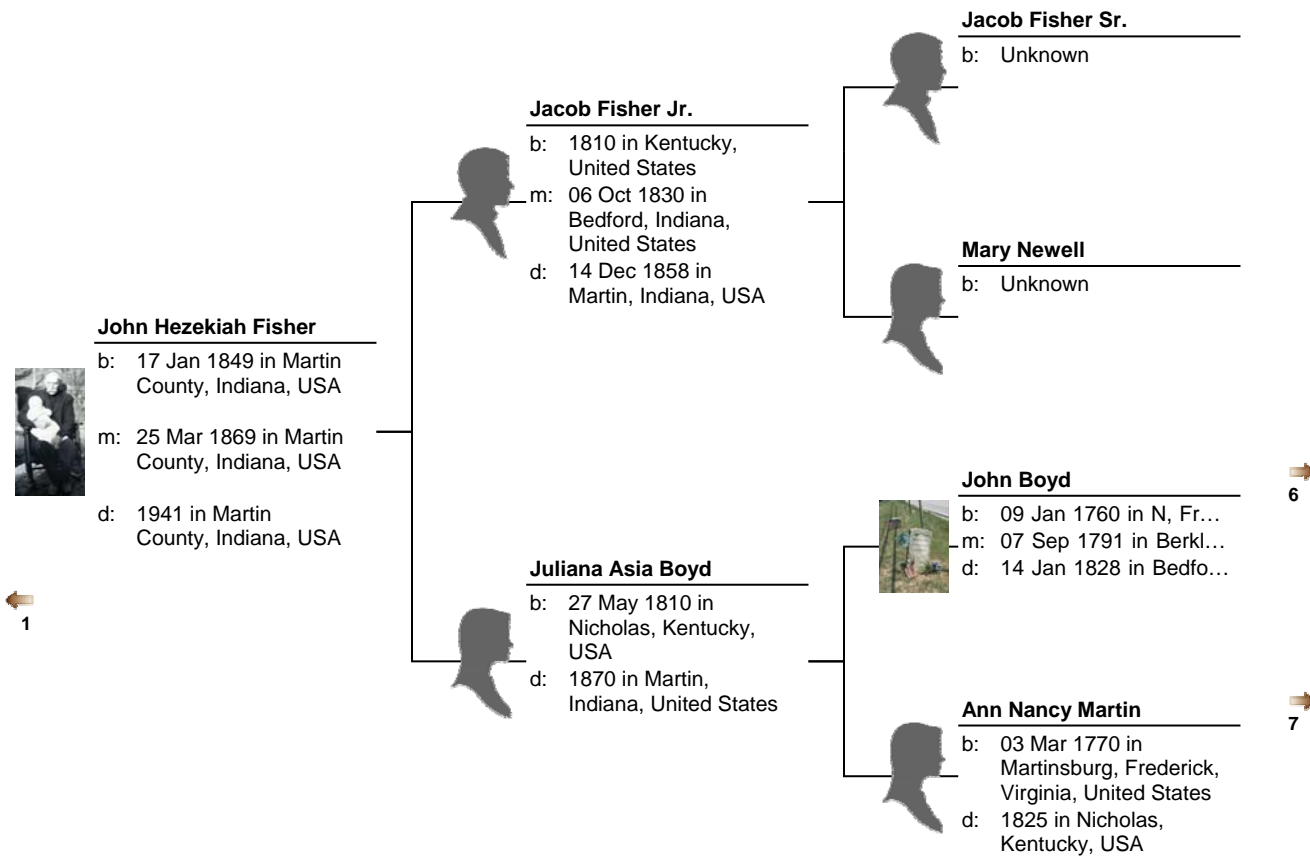 Jacob Fisher Sr.
b: Unknown
Jacob Fisher Jr.
b: 1810 in Kentucky,
United States
m: 06 Oct 1830 in
Bedford, Indiana,
United States
d: 14 Dec 1858 in
Martin, Indiana, USA
Mary Newell
b: Unknown
John Hezekiah Fisher
b: 17 Jan 1849 in Martin
County, Indiana, USA
m: 25 Mar 1869 in Martin
County, Indiana, USA
d: 1941 in Martin
County, Indiana, USA
1
John Boyd
b: 09 Jan 1760 in N, Fr…
m: 07 Sep 1791 in Berkl…
d: 14 Jan 1828 in Bedfo…
6
Juliana Asia Boyd
b: 27 May 1810 in
Nicholas, Kentucky,
USA
d: 1870 in Martin,
Indiana, United States
Ann Nancy Martin
b: 03 Mar 1770 in
Martinsburg, Frederick,
Virginia, United States
d: 1825 in Nicholas,
Kentucky, USA
7